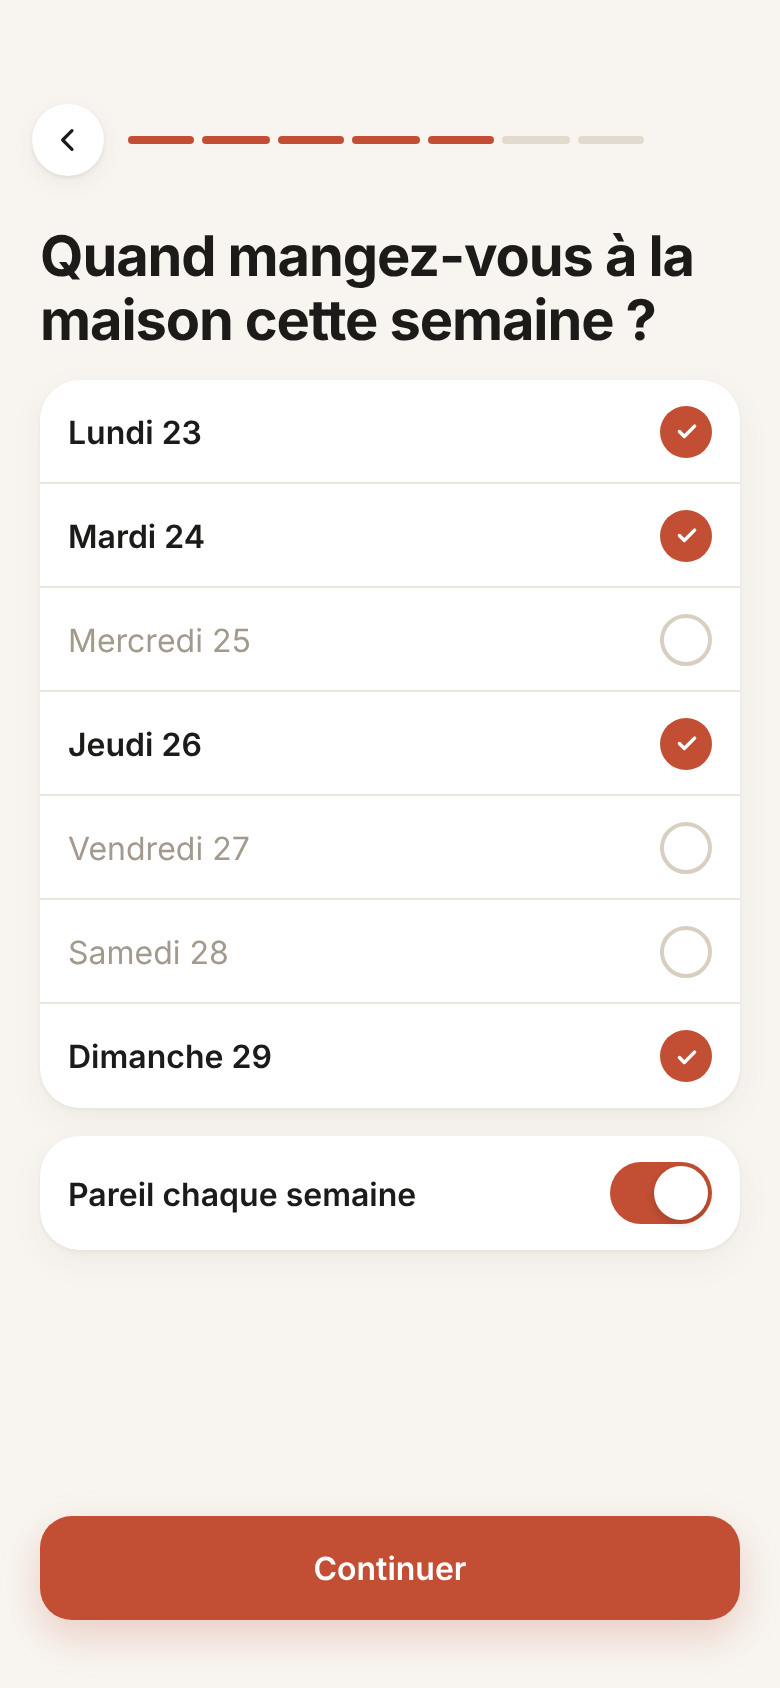 Quand mangez-vous à la
maison cette semaine ?
Lundi 23
Mardi 24
Mercredi 25
Jeudi 26
Vendredi 27
Samedi 28
Dimanche 29
Pareil chaque semaine
Continuer